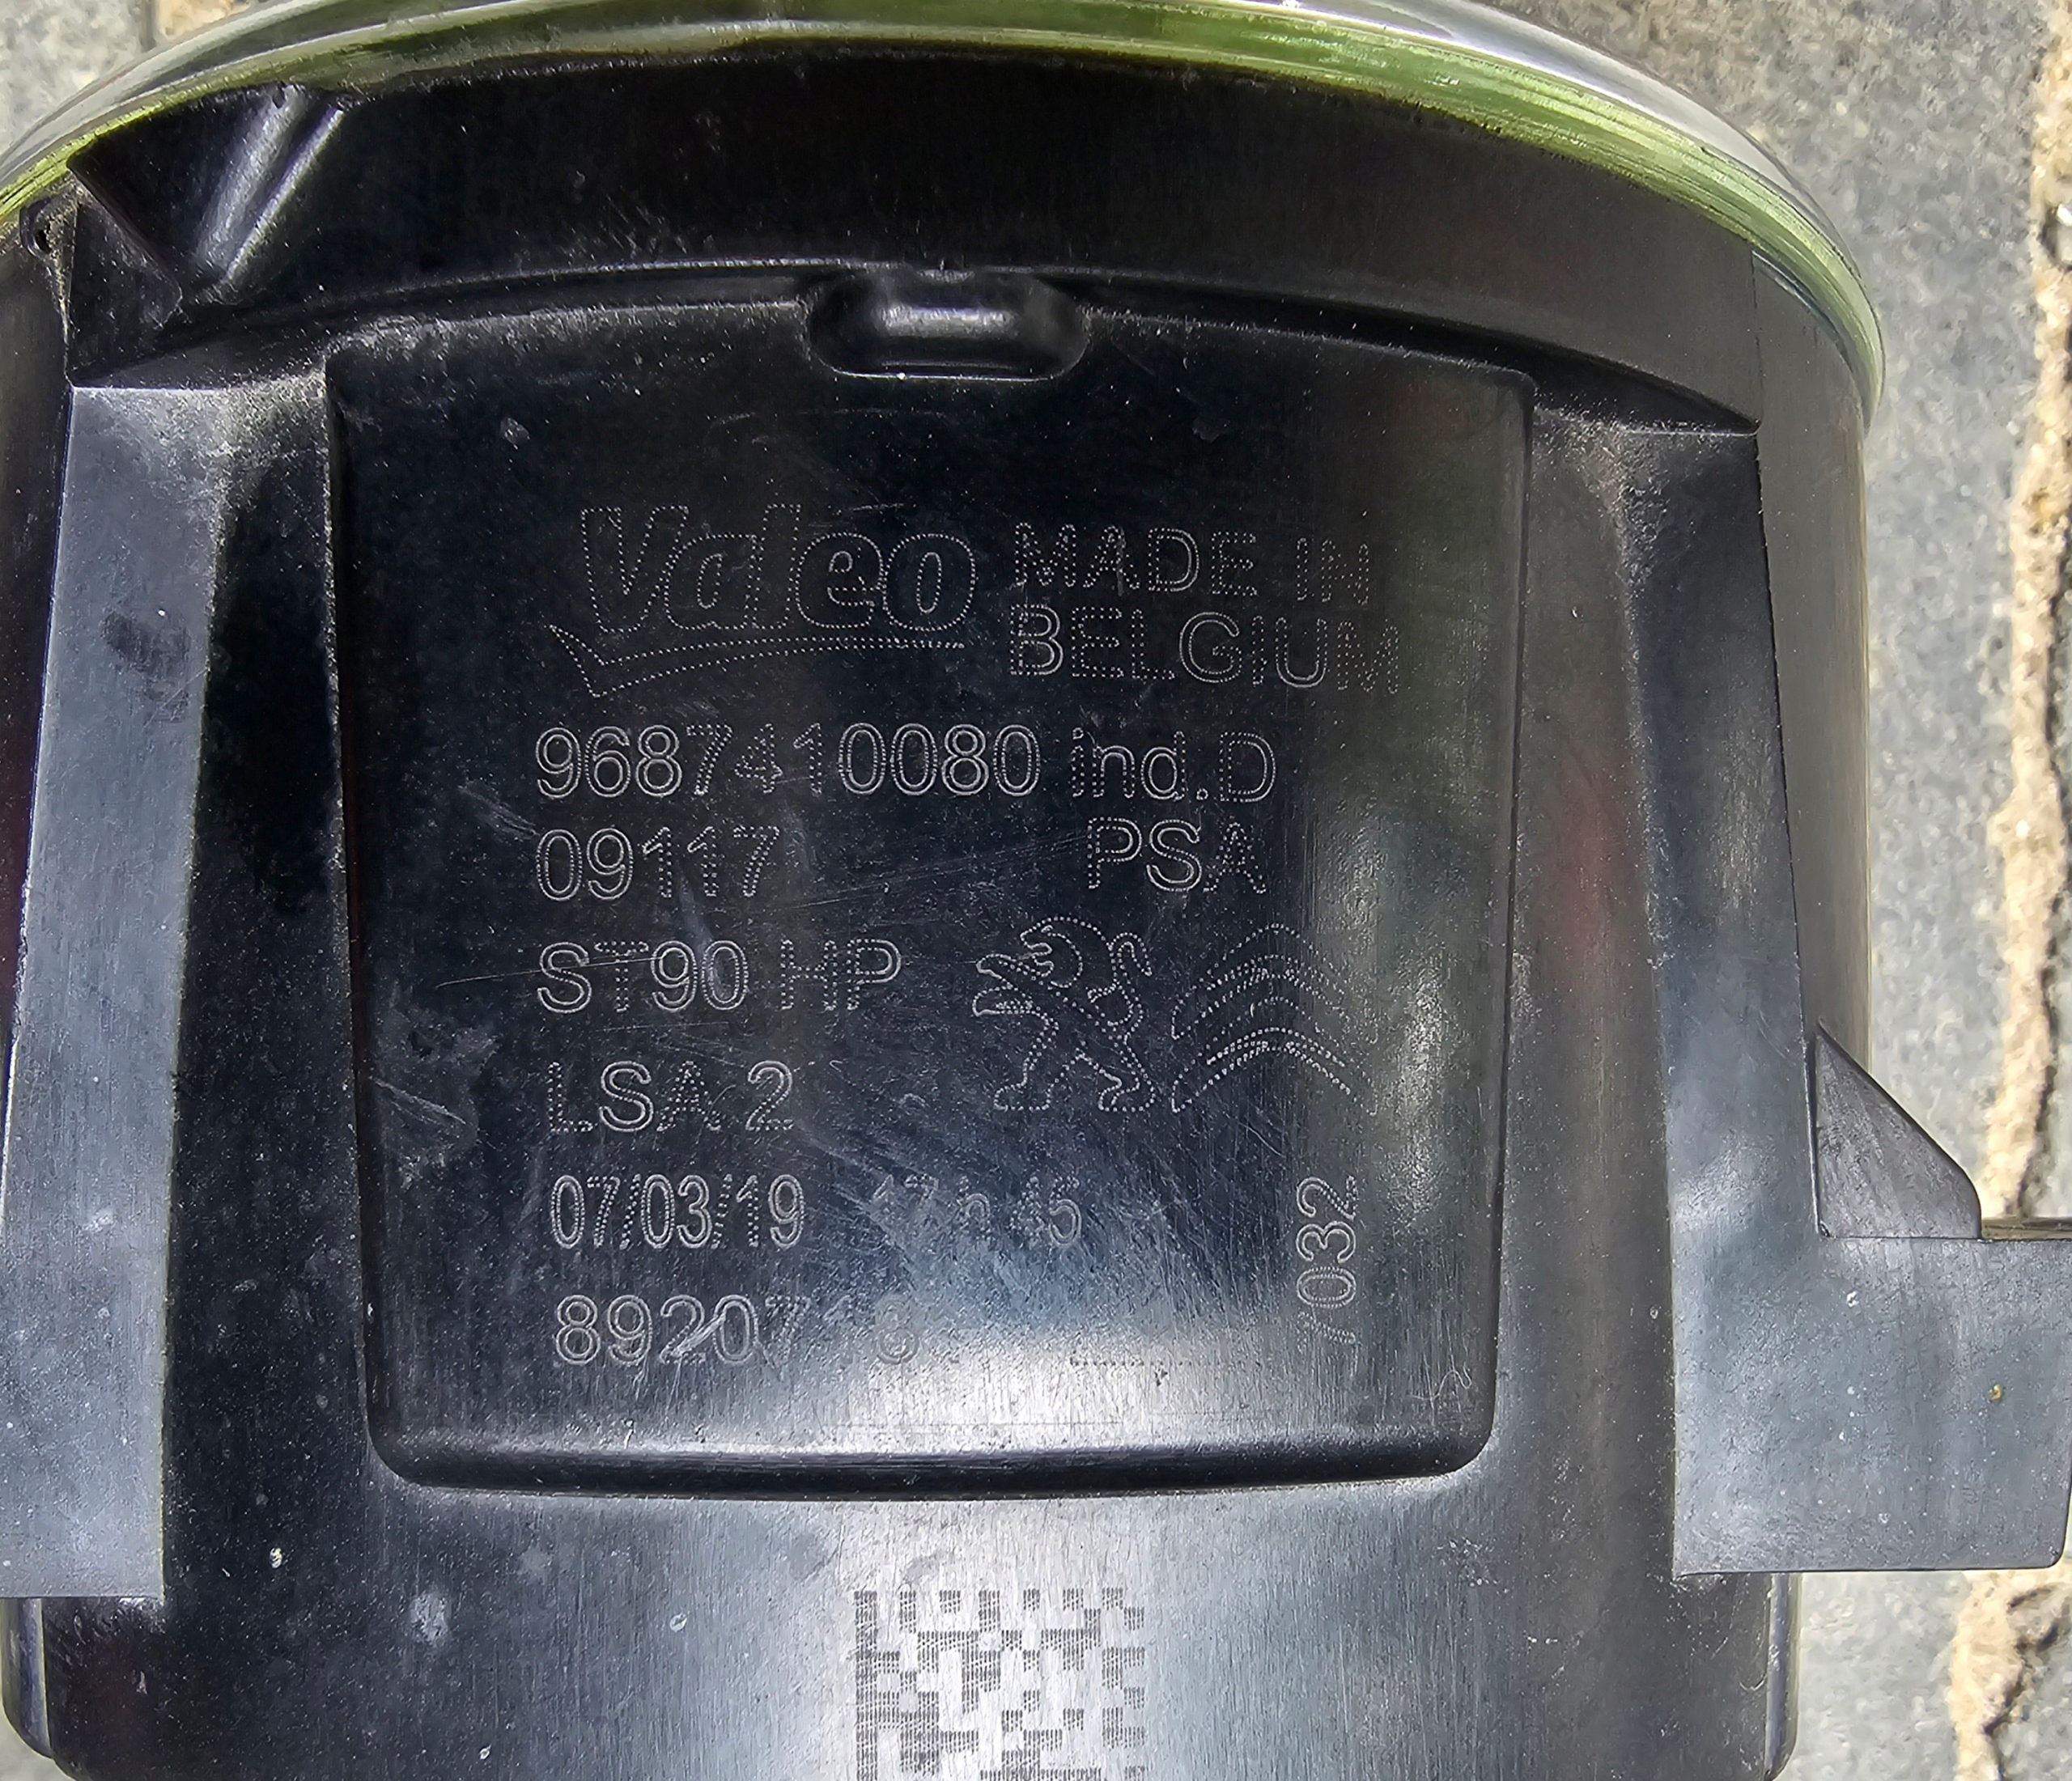 Valeo MADE IN
BELGIUM
9687410080 ind.D
09117 PSA
ST90 HP
LSA 2
07/03/19
/032